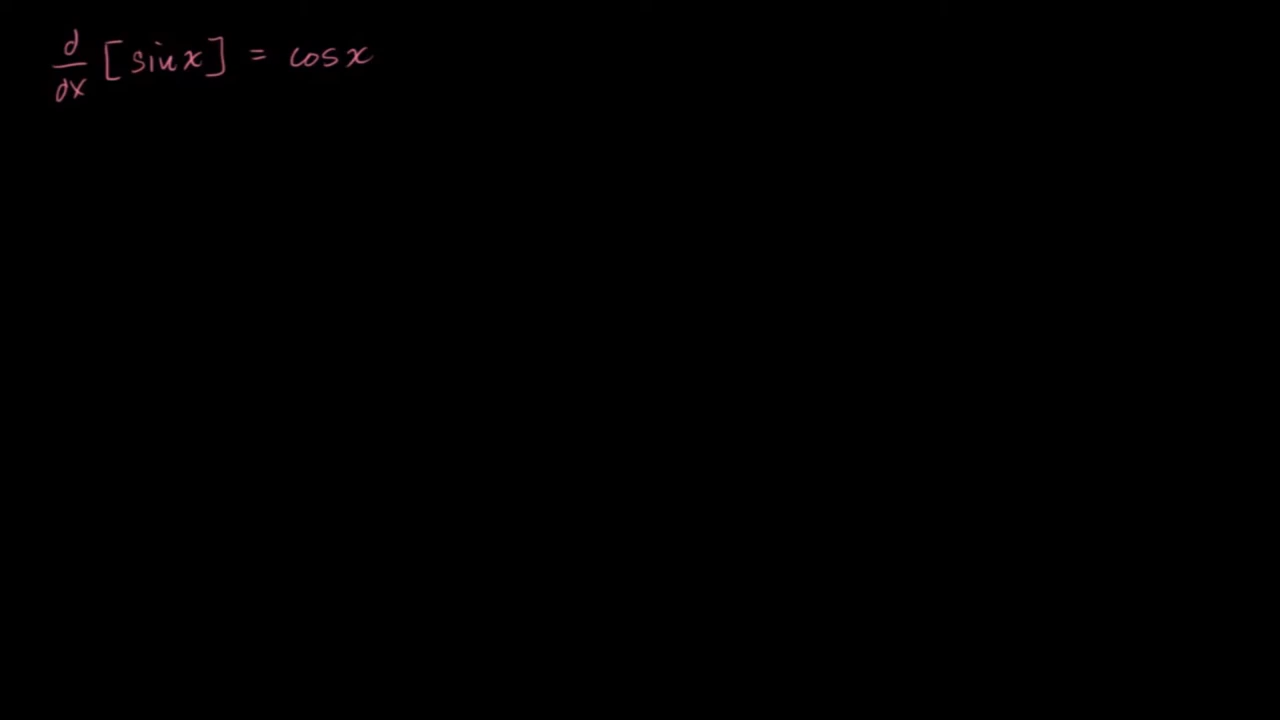 d/dx [sin x] = cos x